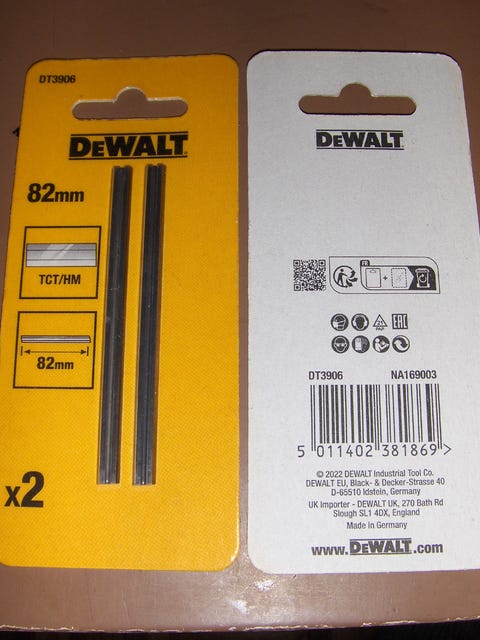 DT3906
DEWALT
82mm
TCT/HM
82mm
x2
DEWALT
FR
+
EAC
DT3906 NA169003
5 011402 381869 >
© 2022 DEWALT Industrial Tool Co.
DEWALT EU, Black- & Decker-Strasse 40
D-65510 Idstein, Germany
UK Importer - DEWALT UK, 270 Bath Rd
Slough SL1 4DX, England
Made in Germany
www.DEWALT.com